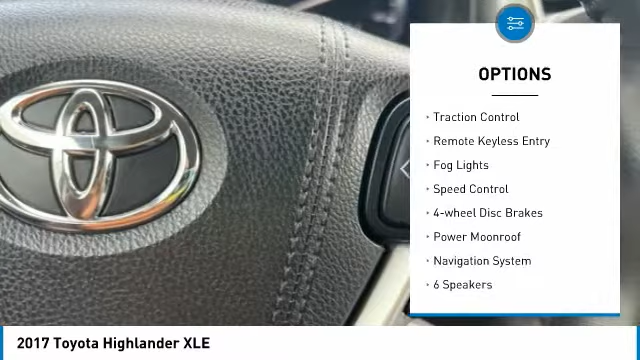 OPTIONS
Traction Control
Remote Keyless Entry
Fog Lights
Speed Control
4-wheel Disc Brakes
Power Moonroof
Navigation System
6 Speakers
2017 Toyota Highlander XLE